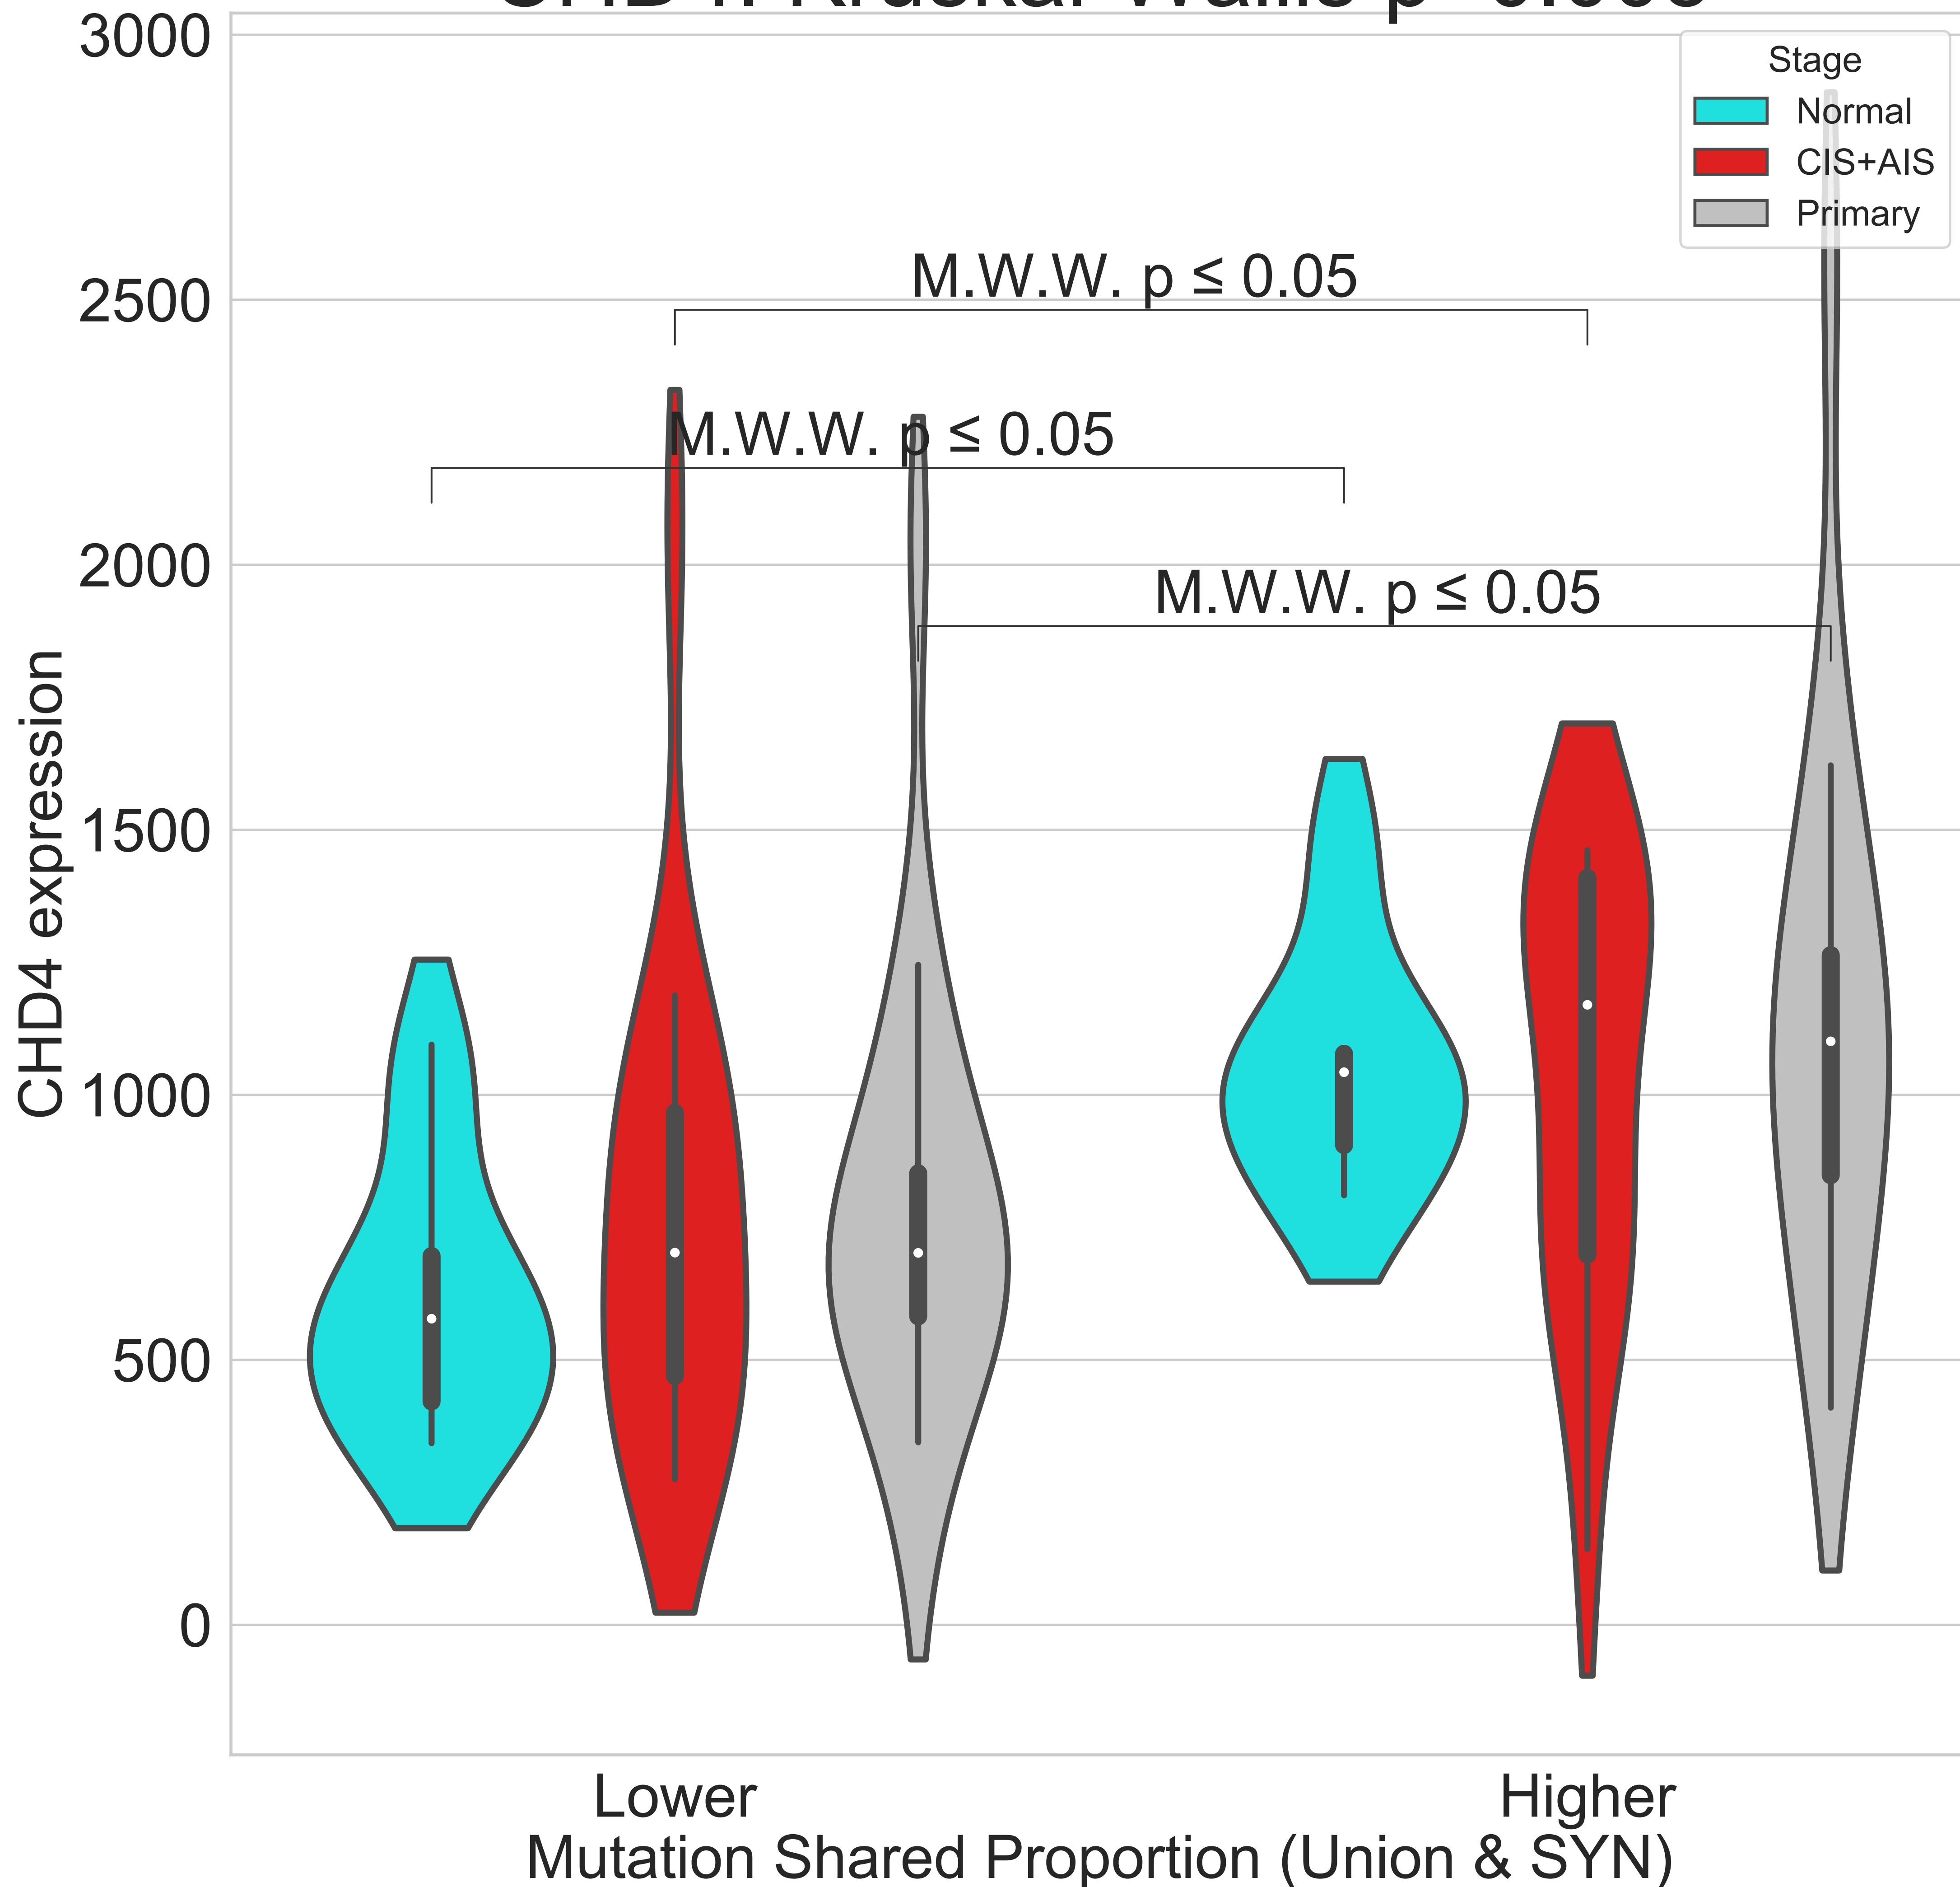 3000
Stage
Normal
CIS+AIS
Primary
M.W.W. p ≤ 0.05
2500
M.W.W. p ≤ 0.05
2000
M.W.W. p ≤ 0.05
CHD4 expression
1500
1000
500
0
Lower
Higher
Mutation Shared Proportion (Union & SYN)